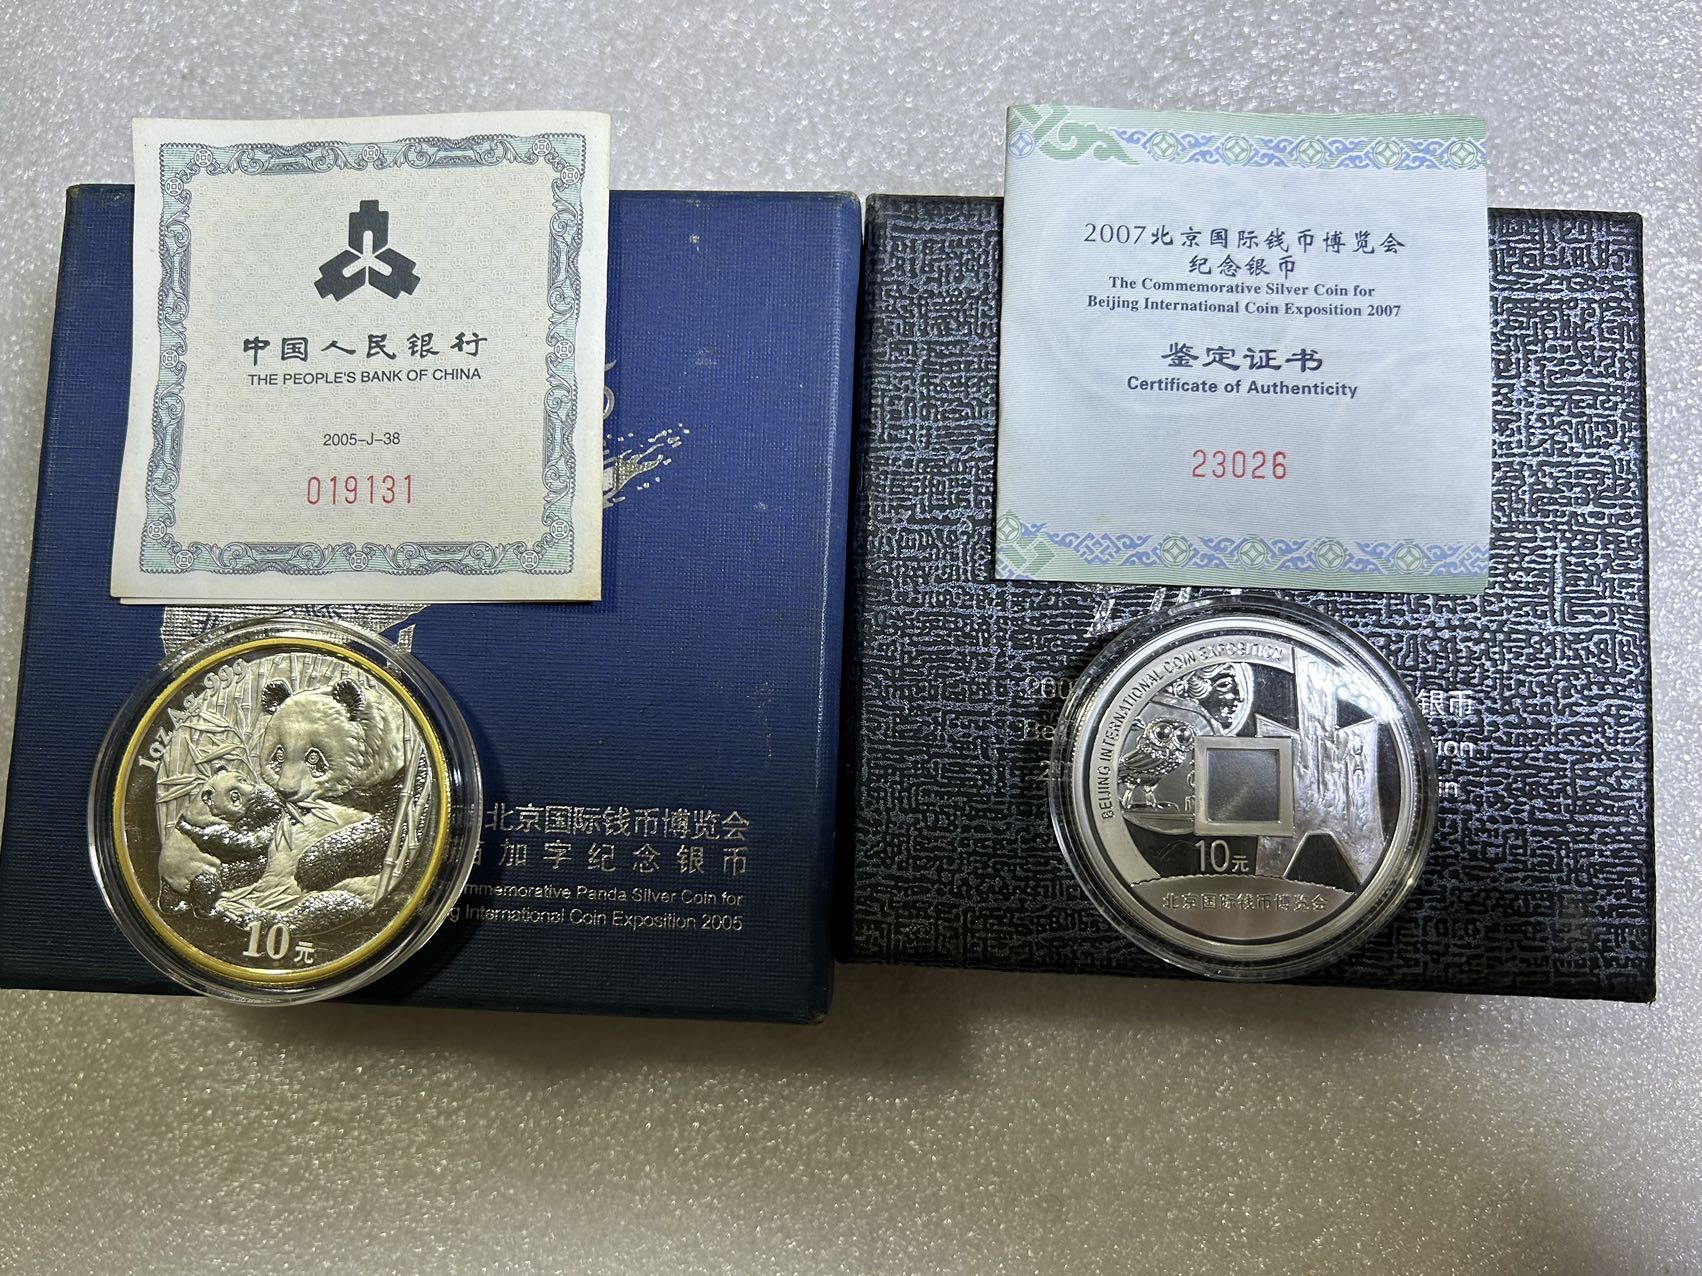 中国人民银行
THE PEOPLE'S BANK OF CHINA
2005-J-38
019131
1oz Ag .999
10元
北京国际钱币博览会
加字纪念银币
Commemorative Panda Silver Coin for
International Coin Exposition 2005
2007北京国际钱币博览会
纪念银币
The Commemorative Silver Coin for
Beijing International Coin Exposition 2007
鉴定证书
Certificate of Authenticity
23026
BEIJING INTERNATIONAL COIN EXPOSITION
10元
北京国际钱币博览会
200
银币
Be